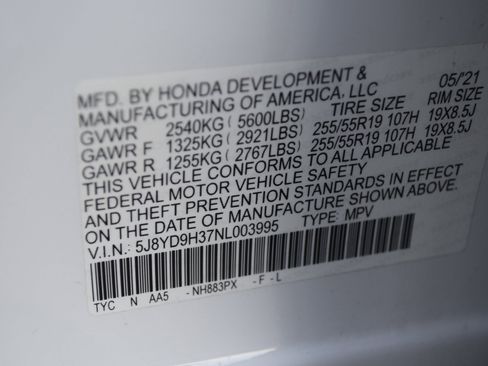 MFD. BY HONDA DEVELOPMENT & 05/'21
MANUFACTURING OF AMERICA, LLC
TIRE SIZE RIM SIZE
GVWR 2540KG ( 5600LBS)
GAWR F 1325KG ( 2921LBS) 255/55R19 107H 19X8.5J
GAWR R 1255KG ( 2767LBS) 255/55R19 107H 19X8.5J
THIS VEHICLE CONFORMS TO ALL APPLICABLE
FEDERAL MOTOR VEHICLE SAFETY
AND THEFT PREVENTION STANDARDS IN EFFECT
ON THE DATE OF MANUFACTURE SHOWN ABOVE.
V.I.N: 5J8YD9H37NL003995 TYPE: MPV
TYC N AA5 -NH883PX -F-L